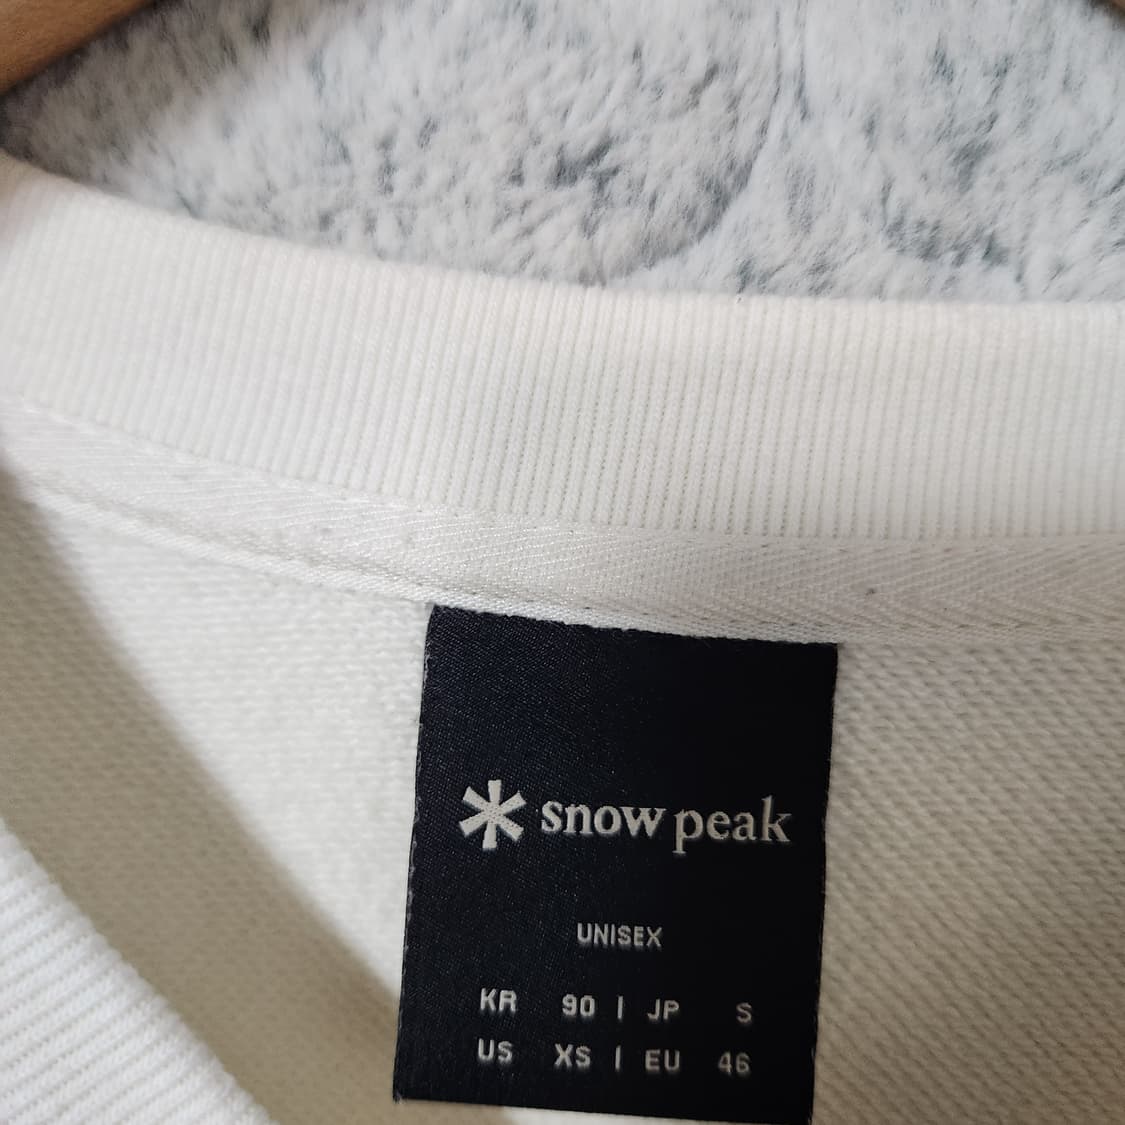 snow peak
UNISEX
KR 90 | JP S
US XS | EU 46